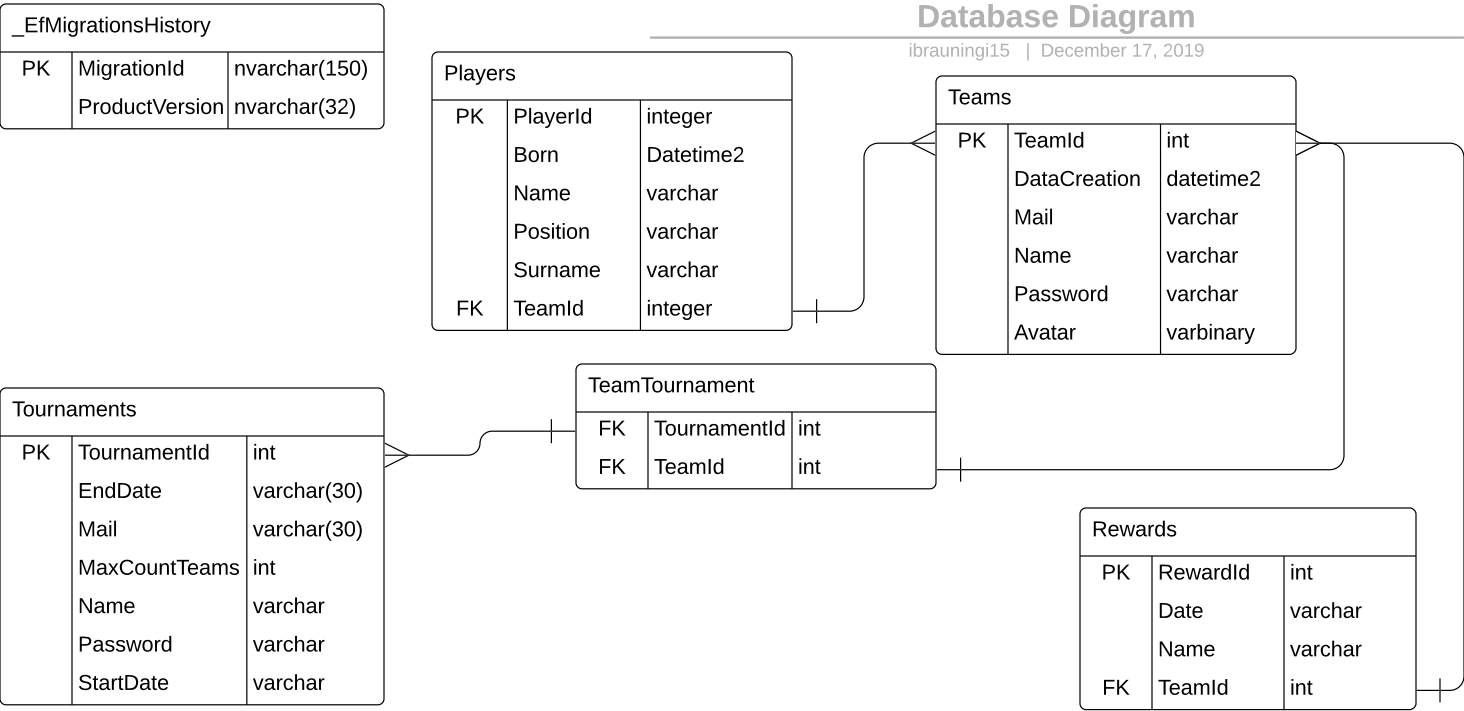 Database Diagram
ibrauningi15 | December 17, 2019
_EfMigrationsHistory
PK MigrationId nvarchar(150)
ProductVersion nvarchar(32)
Players
PK PlayerId integer
Born Datetime2
Name varchar
Position varchar
Surname varchar
FK TeamId integer
Teams
PK TeamId int
DataCreation datetime2
Mail varchar
Name varchar
Password varchar
Avatar varbinary
Tournaments
PK TournamentId int
EndDate varchar(30)
Mail varchar(30)
MaxCountTeams int
Name varchar
Password varchar
StartDate varchar
TeamTournament
FK TournamentId int
FK TeamId int
Rewards
PK RewardId int
Date varchar
Name varchar
FK TeamId int